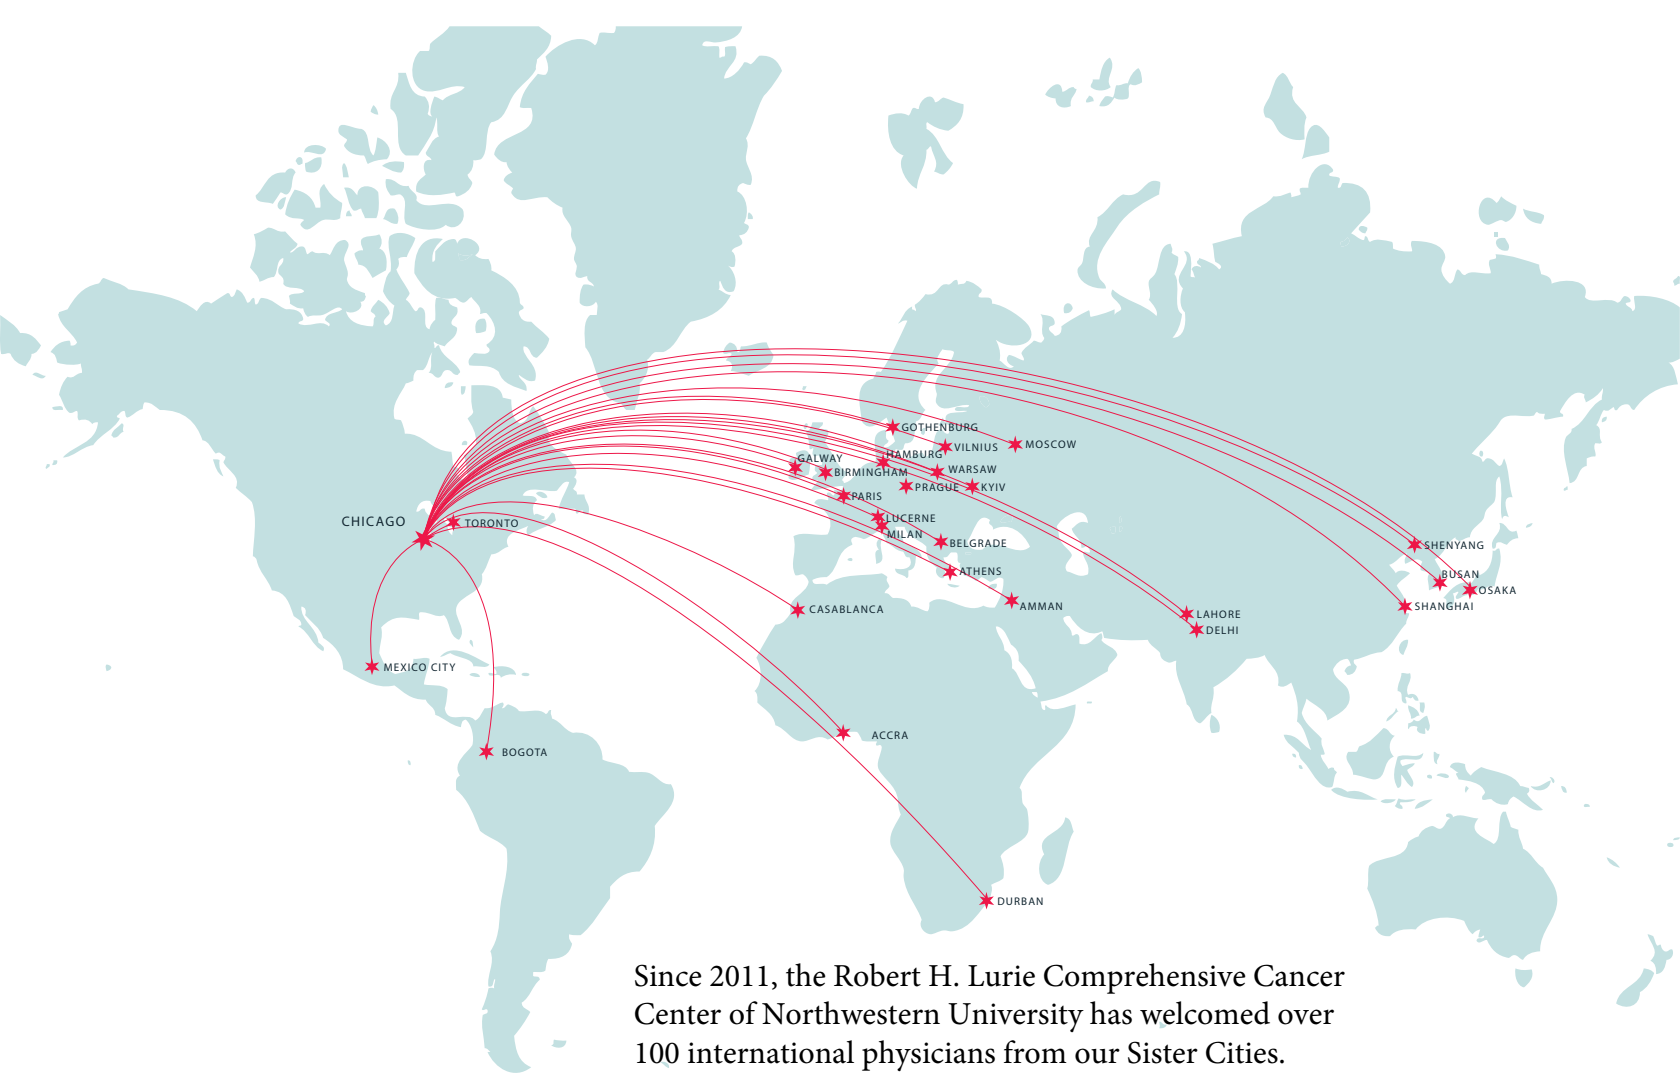 GOTHENBURG
VILNIUS
MOSCOW
GALWAY
HAMBURG
BIRMINGHAM
WARSAW
PRAGUE
KYIV
PARIS
CHICAGO
TORONTO
LUCERNE
MILAN
BELGRADE
SHENYANG
ATHENS
BUSAN
OSAKA
AMMAN
SHANGHAI
CASABLANCA
LAHORE
DELHI
MEXICO CITY
ACCRA
BOGOTA
DURBAN
Since 2011, the Robert H. Lurie Comprehensive Cancer
Center of Northwestern University has welcomed over
100 international physicians from our Sister Cities.